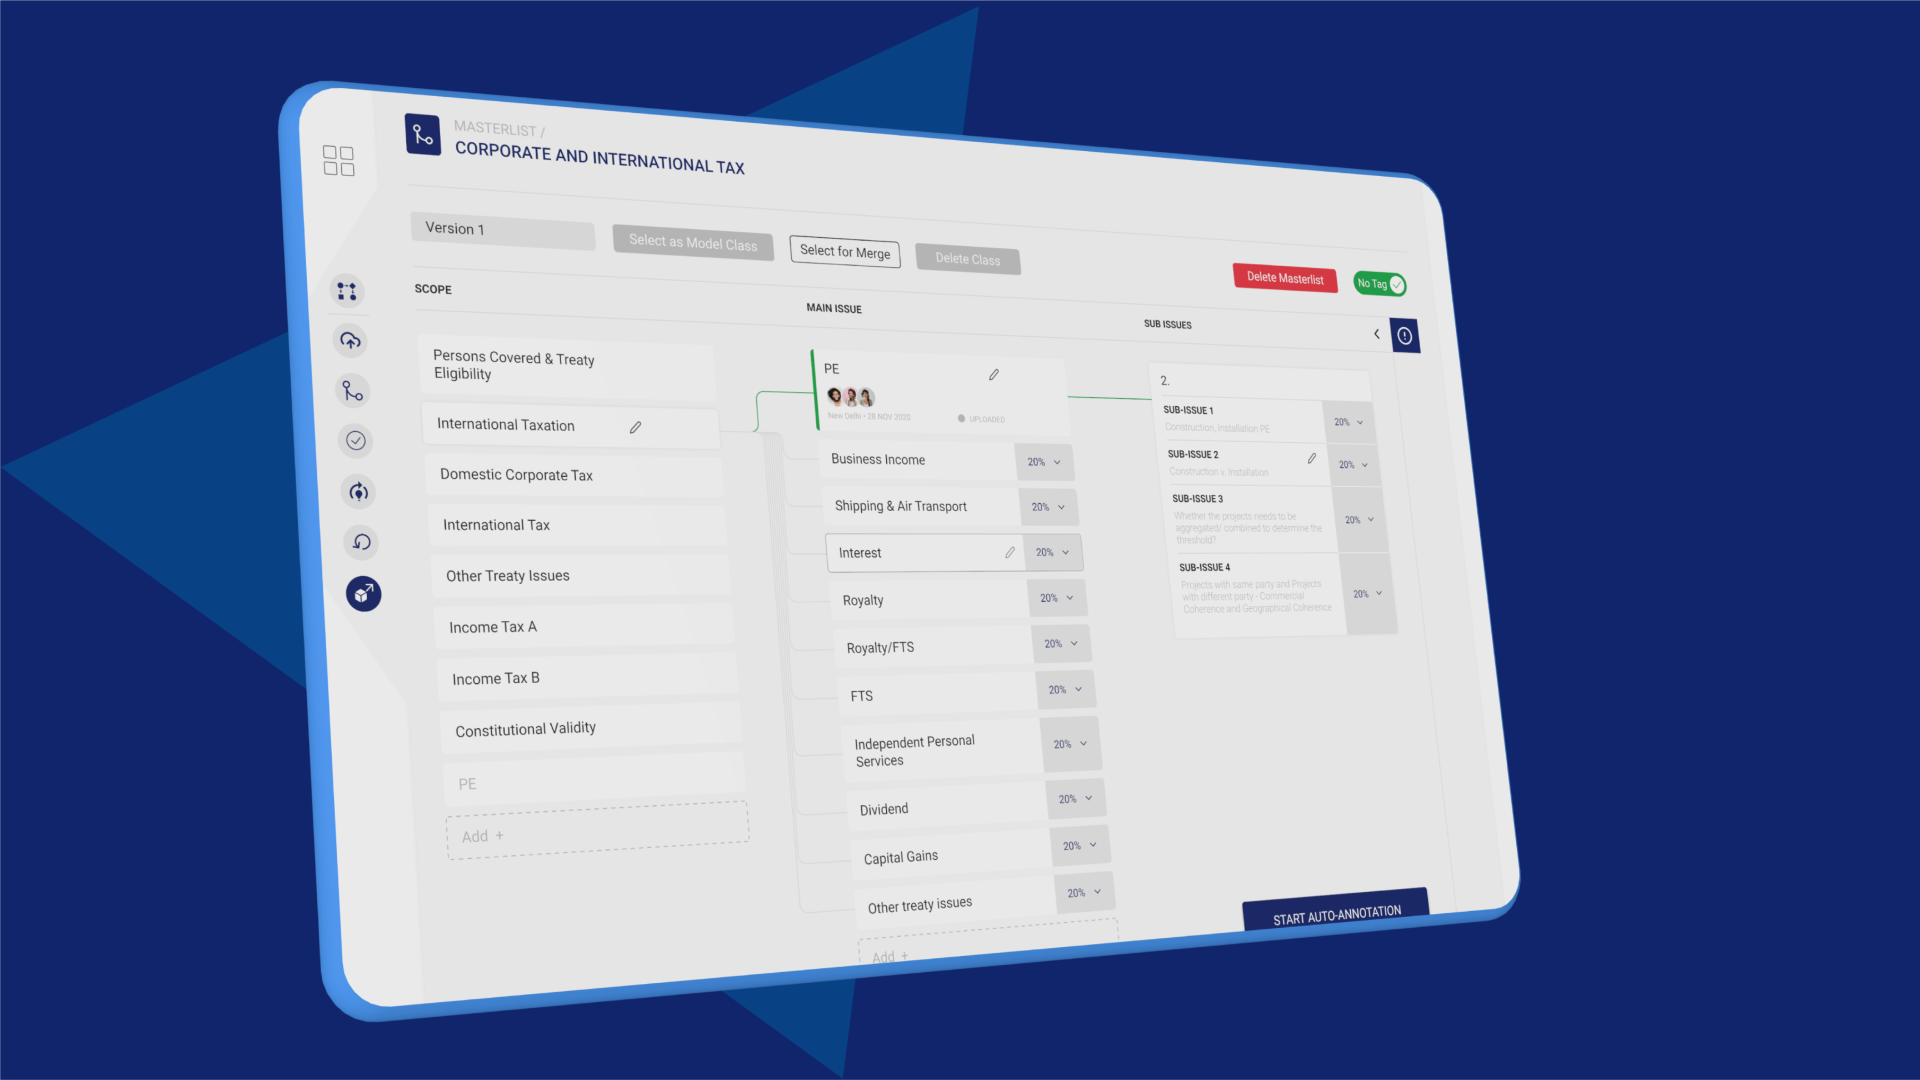 MASTERLIST /
CORPORATE AND INTERNATIONAL TAX
Version 1
Select as Model Class
Select for Merge
Delete Class
Delete Masterlist
No Tag
SCOPE
Persons Covered & Treaty
Eligibility
International Taxation
Domestic Corporate Tax
International Tax
Other Treaty Issues
Income Tax A
Income Tax B
Constitutional Validity
PE
Add +
MAIN ISSUE
PE
New Delhi • 28 NOV 2020
UPLOADED
Business Income 20%
Shipping & Air Transport 20%
Interest 20%
Royalty 20%
Royalty/FTS 20%
FTS 20%
Independent Personal
Services 20%
Dividend 20%
Capital Gains 20%
Other treaty issues 20%
Add +
SUB ISSUES
2.
SUB-ISSUE 1
Construction, Installation PE
20%
SUB-ISSUE 2
Construction v. Installation
20%
SUB-ISSUE 3
Whether the projects needs to be
aggregated/ combined to determine the
threshold?
20%
SUB-ISSUE 4
Projects with same party and Projects
with different party - Commercial
Coherence and Geographical Coherence
20%
START AUTO-ANNOTATION